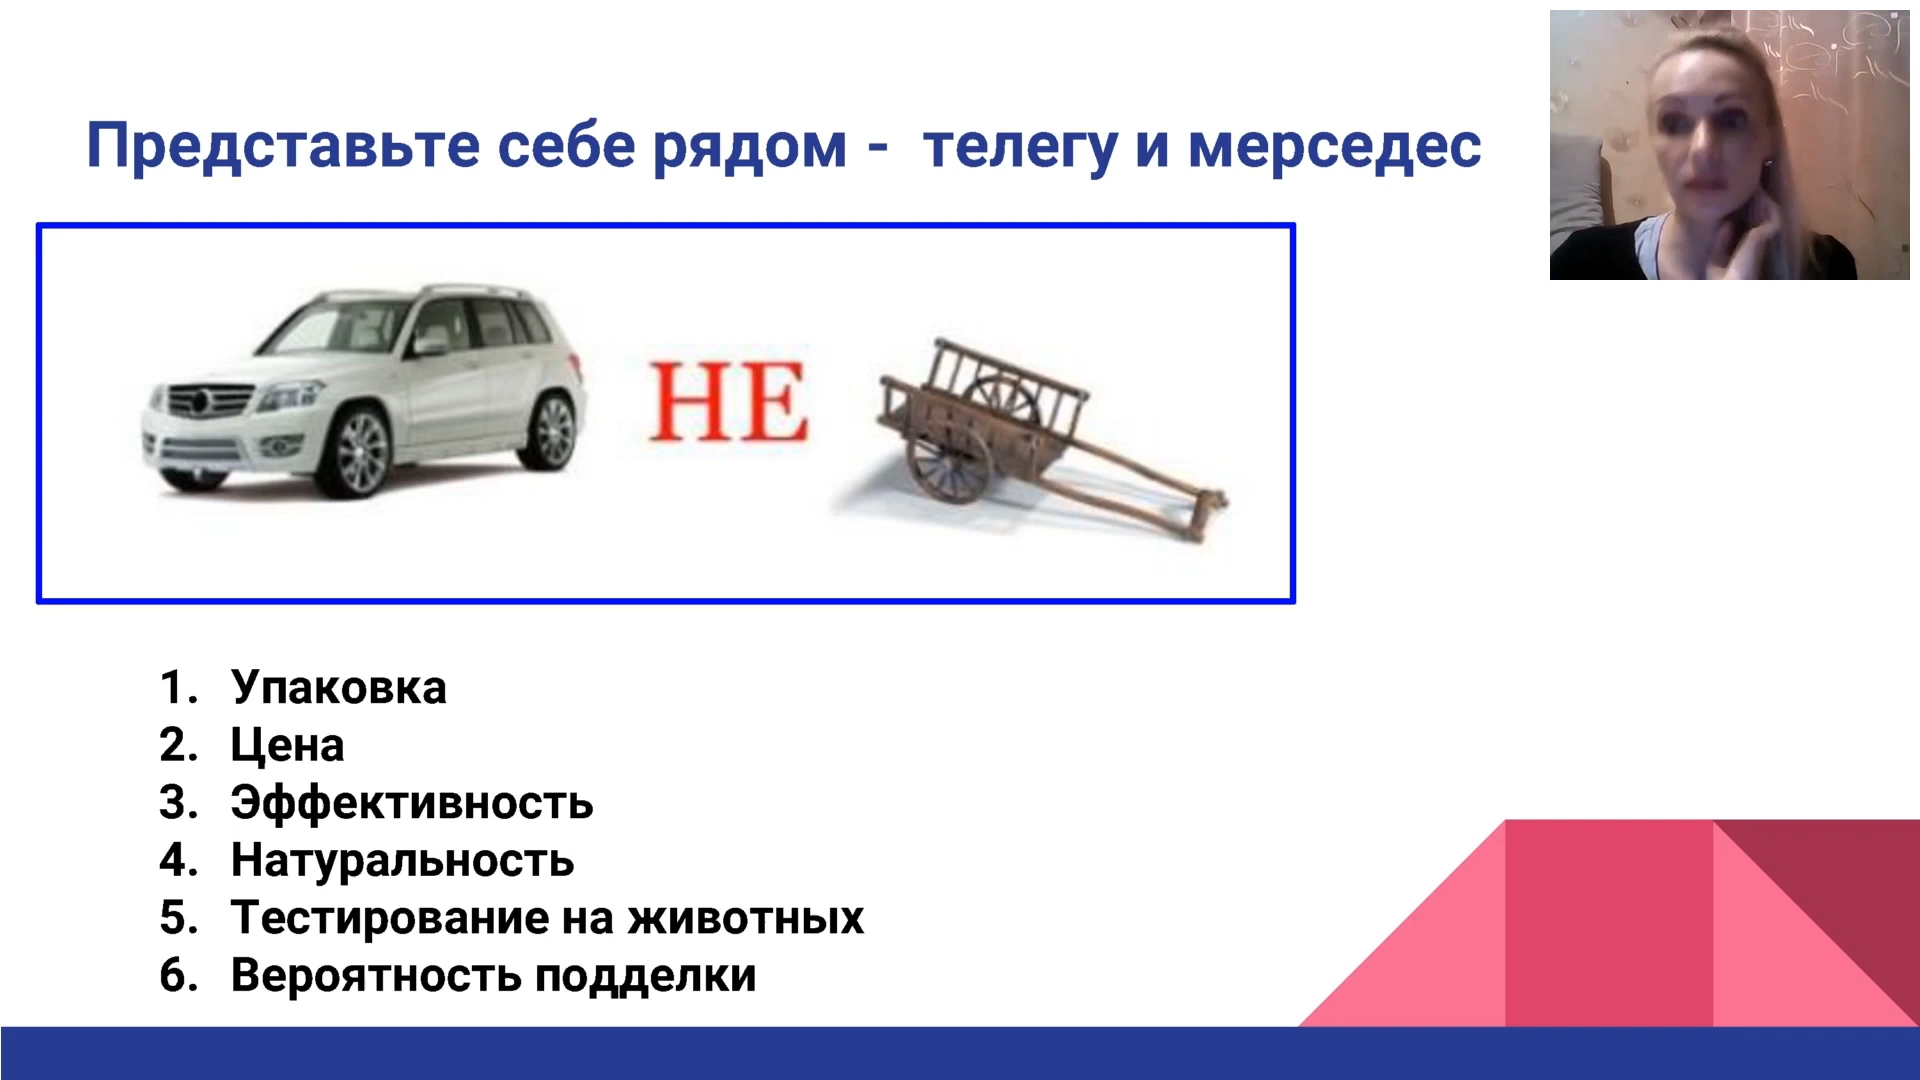 Представьте себе рядом - телегу и мерседес
НЕ
1. Упаковка
2. Цена
3. Эффективность
4. Натуральность
5. Тестирование на животных
6. Вероятность подделки